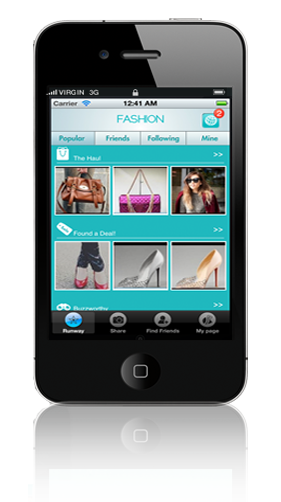 VIRGIN 3G
Carrier 12:41 AM
FASHION 2
Popular Friends Following Mine
The Haul >>
Found a Deal! >>
Buzzworthy >>
Runway Share Find Friends My page